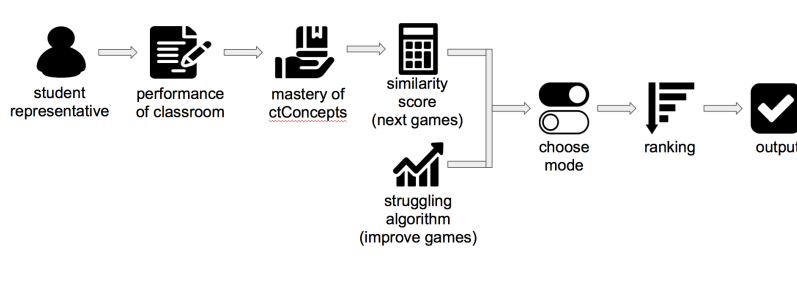 student
representative
performance
of classroom
mastery of
ctConcepts
similarity
score
(next games)
struggling
algorithm
(improve games)
choose
mode
ranking
output